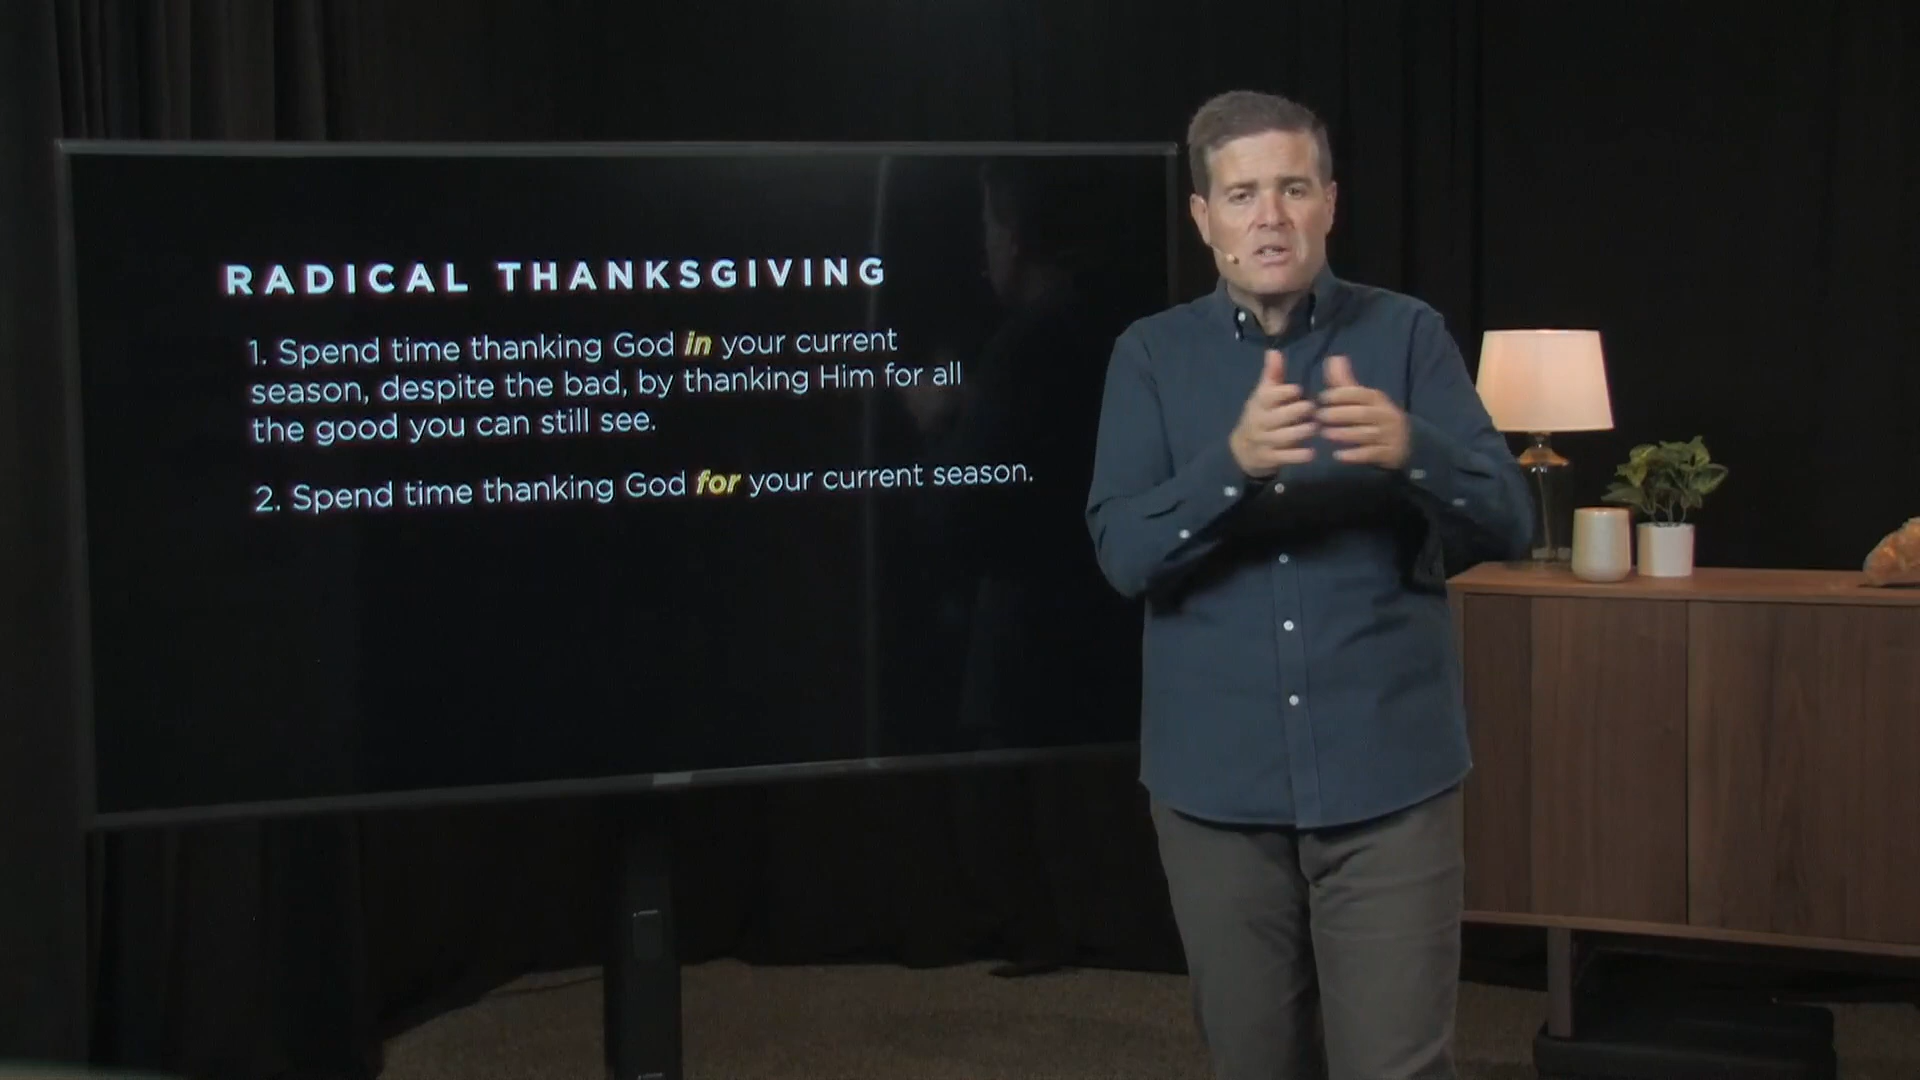 RADICAL THANKSGIVING
1. Spend time thanking God in your current
season, despite the bad, by thanking Him for all
the good you can still see.
2. Spend time thanking God for your current season.